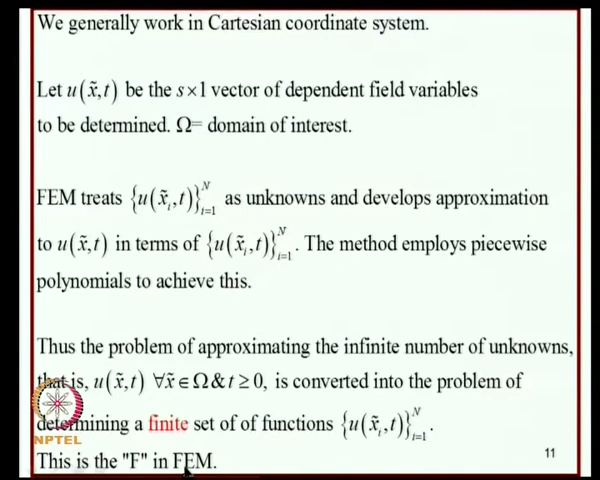 We generally work in Cartesian coordinate system.
Let u(x̃,t) be the s×1 vector of dependent field variables
to be determined. Ω= domain of interest.
FEM treats {u(x̃ᵢ,t)}ᵢ₌₁ᴺ as unknowns and develops approximation
to u(x̃,t) in terms of {u(x̃ᵢ,t)}ᵢ₌₁ᴺ. The method employs piecewise
polynomials to achieve this.
Thus the problem of approximating the infinite number of unknowns,
that is, u(x̃,t) ∀x̃∈Ω & t≥0, is converted into the problem of
determining a finite set of of functions {u(x̃ᵢ,t)}ᵢ₌₁ᴺ.
NPTEL
This is the "F" in FEM.
11